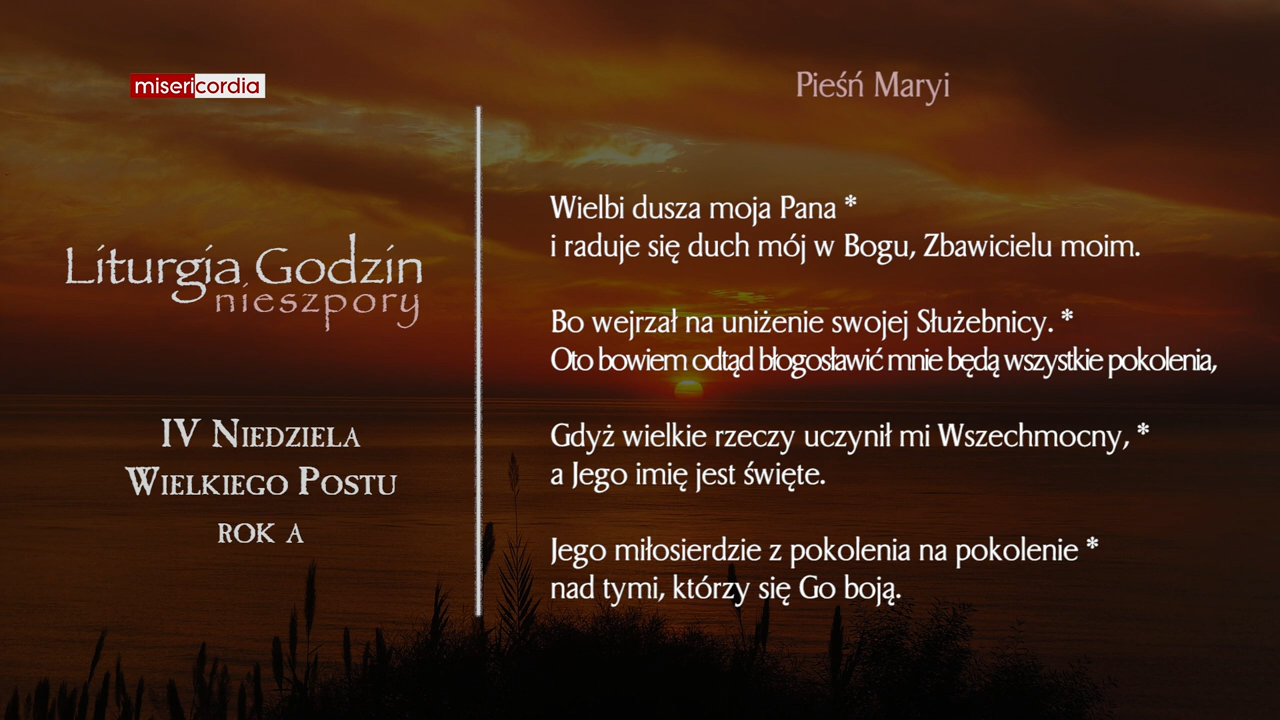 misericordia
Liturgia Godzin
nieszpory
IV Niedziela
Wielkiego Postu
rok A
Pieśń Maryi
Wielbi dusza moja Pana *
i raduje się duch mój w Bogu, Zbawicielu moim.
Bo wejrzał na uniżenie swojej Służebnicy. *
Oto bowiem odtąd błogosławić mnie będą wszystkie pokolenia,
Gdyż wielkie rzeczy uczynił mi Wszechmocny, *
a Jego imię jest święte.
Jego miłosierdzie z pokolenia na pokolenie *
nad tymi, którzy się Go boją.